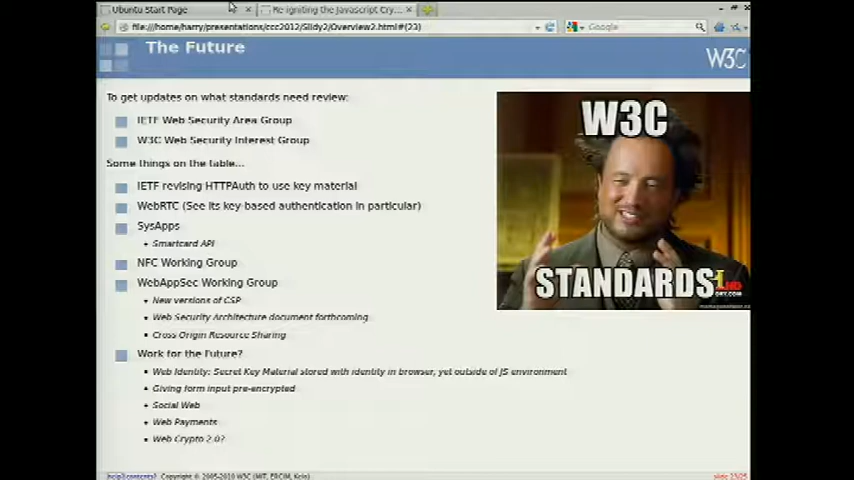 Ubuntu Start Page
Re igniting the Javascript Cry...
file:///home/harry/presentations/ccc2012/Slidy2/Overview2.html#(23)
Google
The Future
W3C
To get updates on what standards need review:
IETF Web Security Area Group
W3C Web Security Interest Group
Some things on the table...
IETF revising HTTPAuth to use key material
WebRTC (See its key-based authentication in particular)
SysApps
Smartcard API
NFC Working Group
WebAppSec Working Group
New versions of CSP
Web Security Architecture document forthcoming
Cross Origin Resource Sharing
Work for the Future?
Web Identity: Secret Key Material stored with identity in browser, yet outside of JS environment
Giving form input pre-encrypted
Social Web
Web Payments
Web Crypto 2.0?
W3C
STANDARDS!
HD
help? contents? Copyright © 2005-2010 W3C (MIT, ERCIM, Keio)
slide 23/25